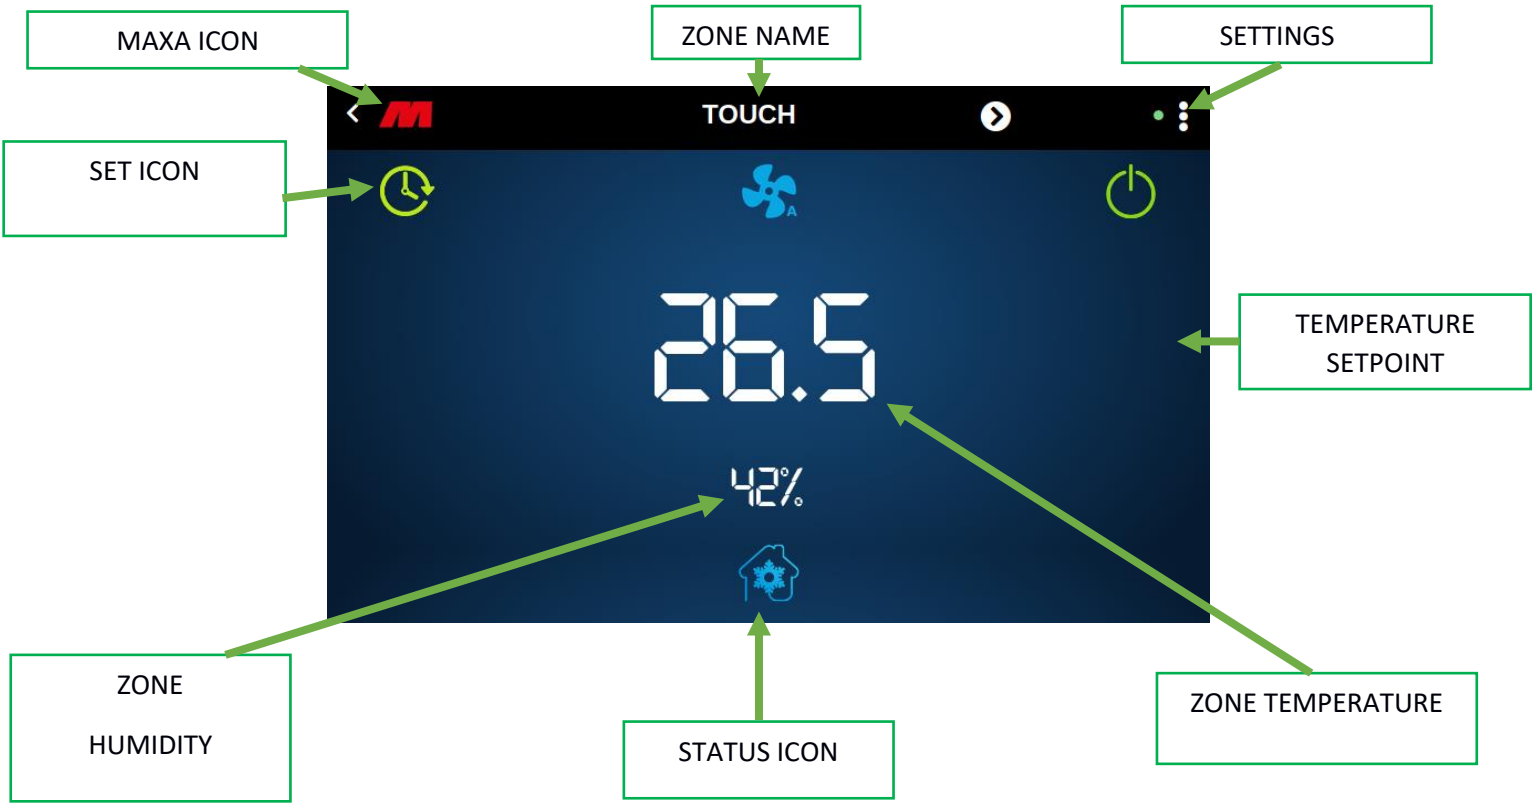 MAXA ICON
ZONE NAME
SETTINGS
TOUCH
SET ICON
A
26.5
TEMPERATURE
SETPOINT
42%
ZONE
HUMIDITY
STATUS ICON
ZONE TEMPERATURE